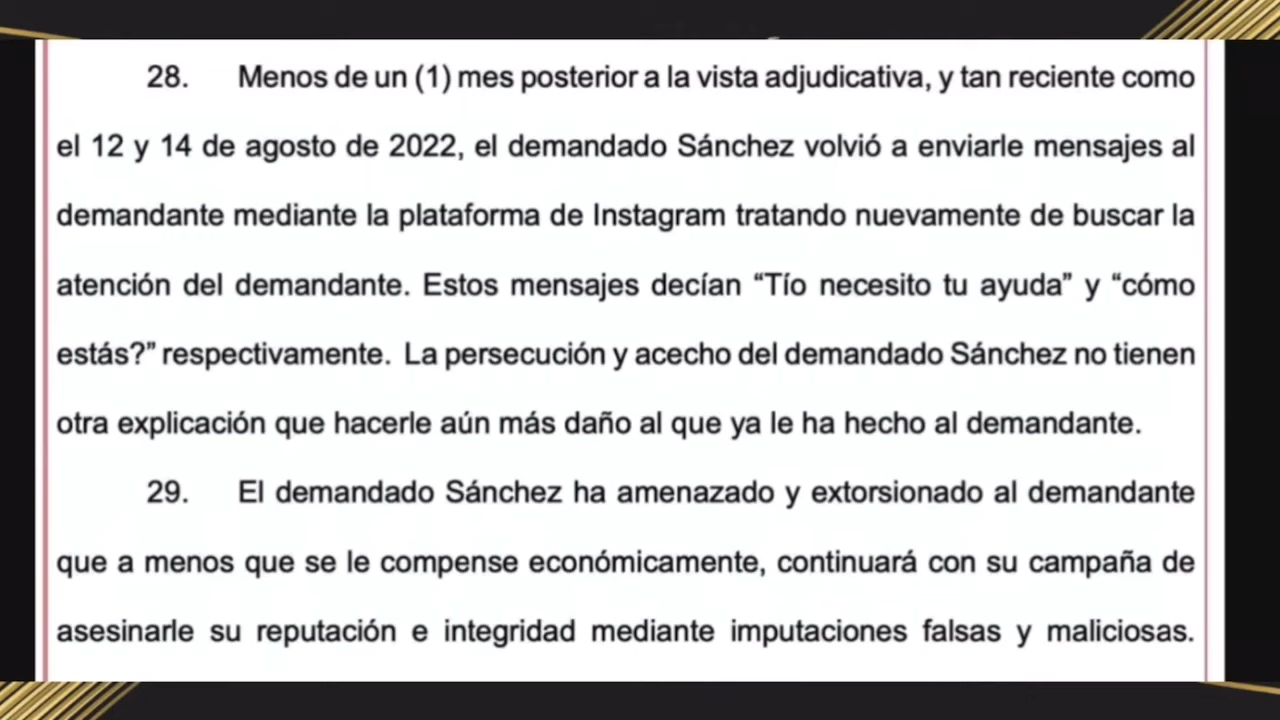 28. Menos de un (1) mes posterior a la vista adjudicativa, y tan reciente como
el 12 y 14 de agosto de 2022, el demandado Sánchez volvió a enviarle mensajes al
demandante mediante la plataforma de Instagram tratando nuevamente de buscar la
atención del demandante. Estos mensajes decían “Tío necesito tu ayuda” y “cómo
estás?” respectivamente. La persecución y acecho del demandado Sánchez no tienen
otra explicación que hacerle aún más daño al que ya le ha hecho al demandante.
29. El demandado Sánchez ha amenazado y extorsionado al demandante
que a menos que se le compense económicamente, continuará con su campaña de
asesinarle su reputación e integridad mediante imputaciones falsas y maliciosas.